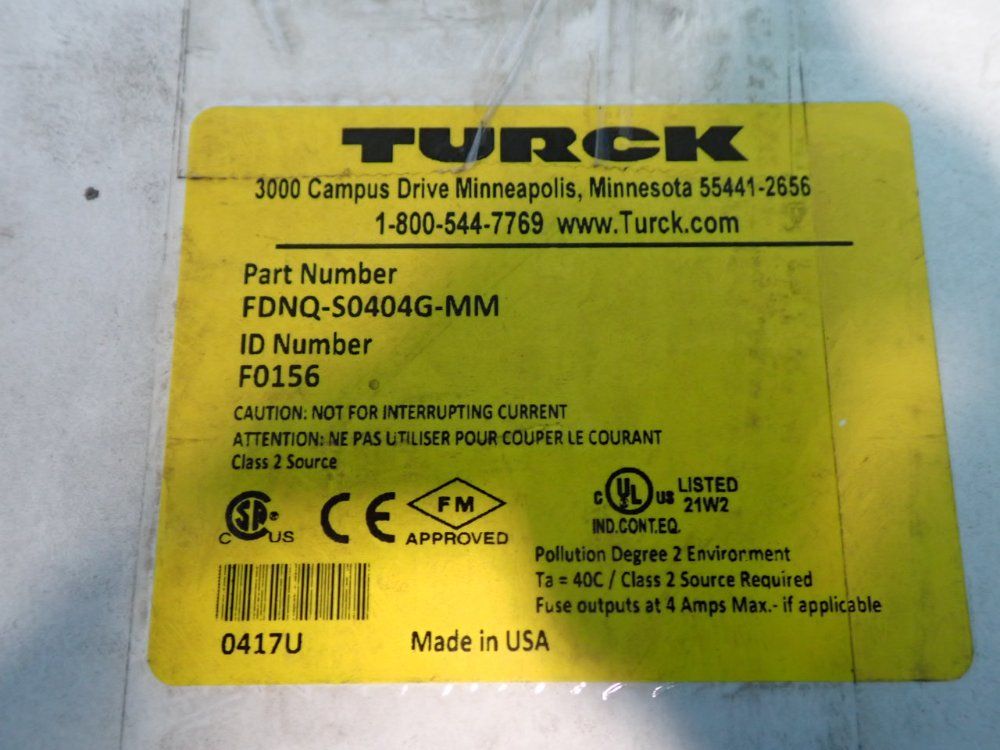 TURCK
3000 Campus Drive Minneapolis, Minnesota 55441-2656
1-800-544-7769 www.Turck.com
Part Number
FDNQ-S0404G-MM
ID Number
F0156
CAUTION: NOT FOR INTERRUPTING CURRENT
ATTENTION: NE PAS UTILISER POUR COUPER LE COURANT
Class 2 Source
C SA US
CE
FM
APPROVED
C UL US LISTED
21W2
IND.CONT.EQ.
Pollution Degree 2 Environment
Ta = 40C / Class 2 Source Required
Fuse outputs at 4 Amps Max.- if applicable
0417U
Made in USA